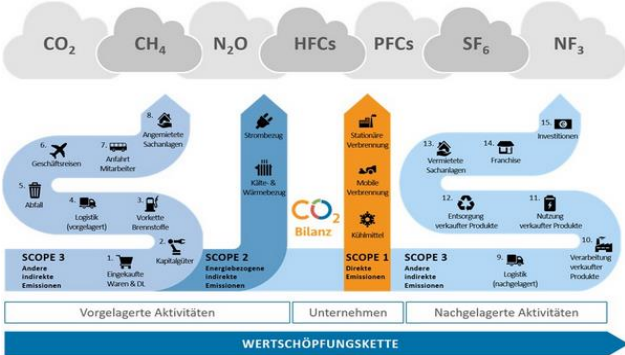 CO₂
CH₄
N₂O
HFCs
PFCs
SF₆
NF₃
8.
Angemietete
Sachanlagen
6.
Geschäftsreisen
7.
Anfahrt
Mitarbeiter
5.
Abfall
4.
Logistik
(vorgelagert)
3.
Vorkette
Brennstoffe
2.
Kapitalgüter
SCOPE 3
Andere
indirekte
Emissionen
1.
Eingekaufte
Waren & DL
Strombezug
Kälte- &
Wärmebezug
SCOPE 2
Energiebezogene
indirekte
Emissionen
CO₂
Bilanz
Stationäre
Verbrennung
Mobile
Verbrennung
Kühlmittel
SCOPE 1
Direkte
Emissionen
15.
Investitionen
13.
Vermietete
Sachanlagen
14.
Franchise
12.
Entsorgung
verkaufter Produkte
11.
Nutzung
verkaufter Produkte
SCOPE 3
Andere
indirekte
Emissionen
9.
Logistik
(nachgelagert)
10.
Verarbeitung
verkaufter
Produkte
Vorgelagerte Aktivitäten
Unternehmen
Nachgelagerte Aktivitäten
WERTSCHÖPFUNGSKETTE